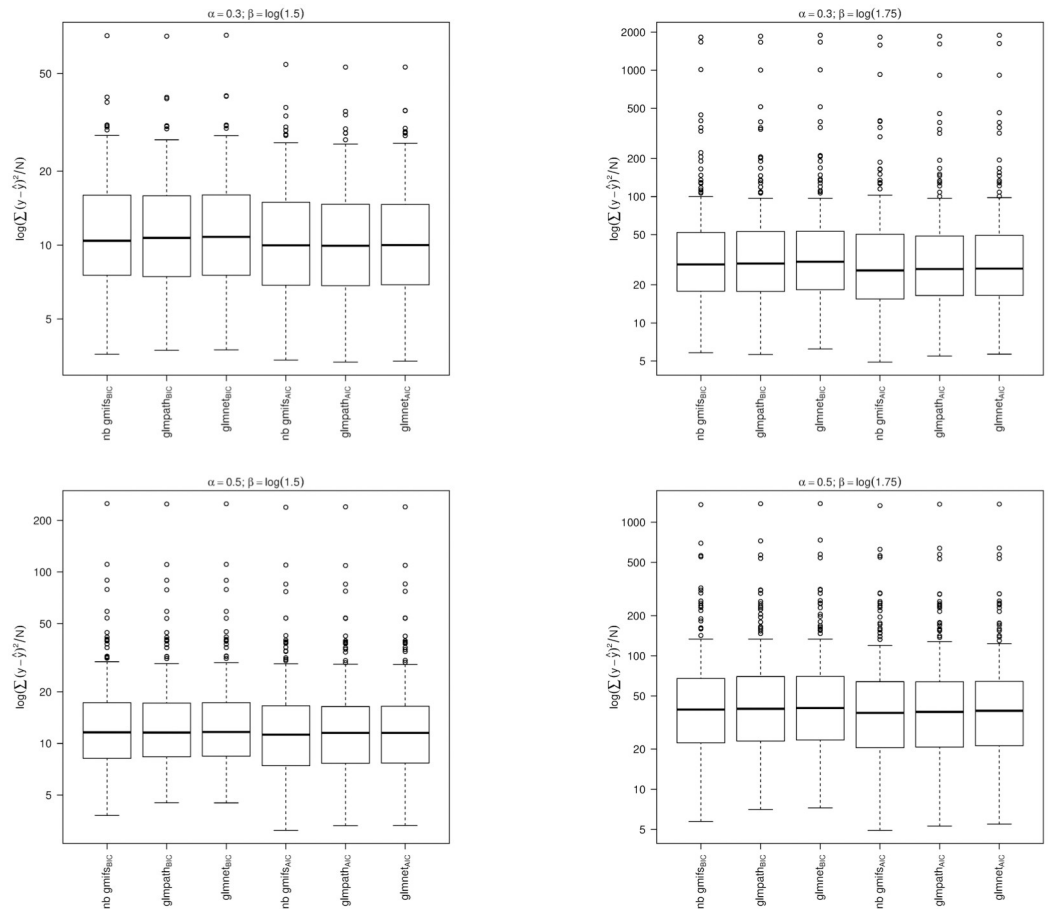 α = 0.3; β = log(1.5)
log(∑(y − ŷ)²/N)
50
20
10
5
nb gmifs_BIC
glmpath_BIC
glmnet_BIC
nb gmifs_AIC
glmpath_AIC
glmnet_AIC
α = 0.3; β = log(1.75)
log(∑(y − ŷ)²/N)
2000
1000
500
200
100
50
20
10
5
nb gmifs_BIC
glmpath_BIC
glmnet_BIC
nb gmifs_AIC
glmpath_AIC
glmnet_AIC
α = 0.5; β = log(1.5)
log(∑(y − ŷ)²/N)
200
100
50
20
10
5
nb gmifs_BIC
glmpath_BIC
glmnet_BIC
nb gmifs_AIC
glmpath_AIC
glmnet_AIC
α = 0.5; β = log(1.75)
log(∑(y − ŷ)²/N)
1000
500
200
100
50
20
10
5
nb gmifs_BIC
glmpath_BIC
glmnet_BIC
nb gmifs_AIC
glmpath_AIC
glmnet_AIC